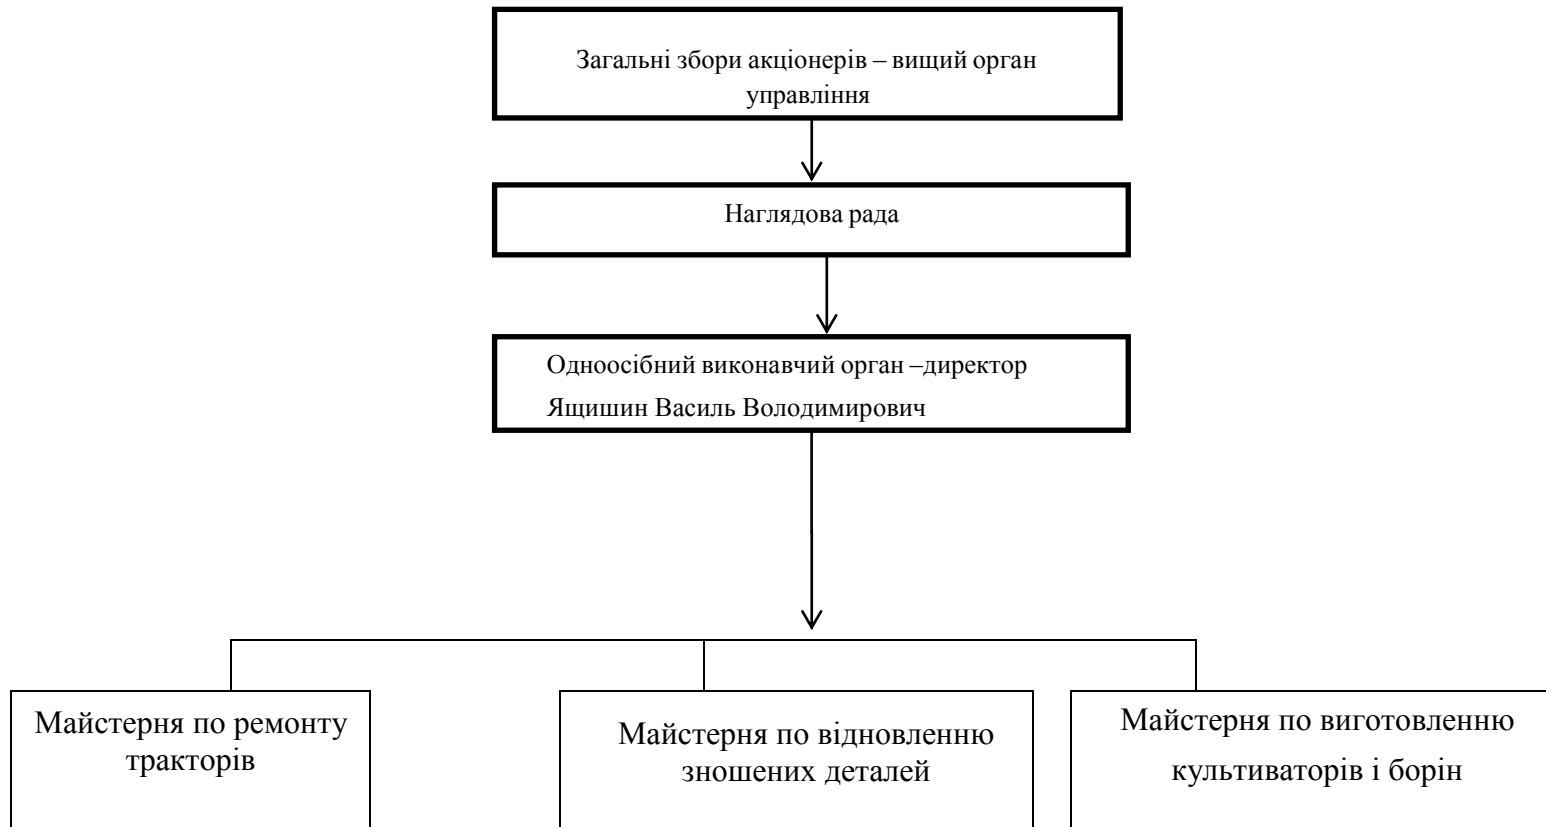 Загальні збори акціонерів – вищий орган
управління
Наглядова рада
Одноосібний виконавчий орган –директор
Ящишин Василь Володимирович
Майстерня по ремонту
тракторів
Майстерня по відновленню
зношених деталей
Майстерня по виготовленню
культиваторів і борін